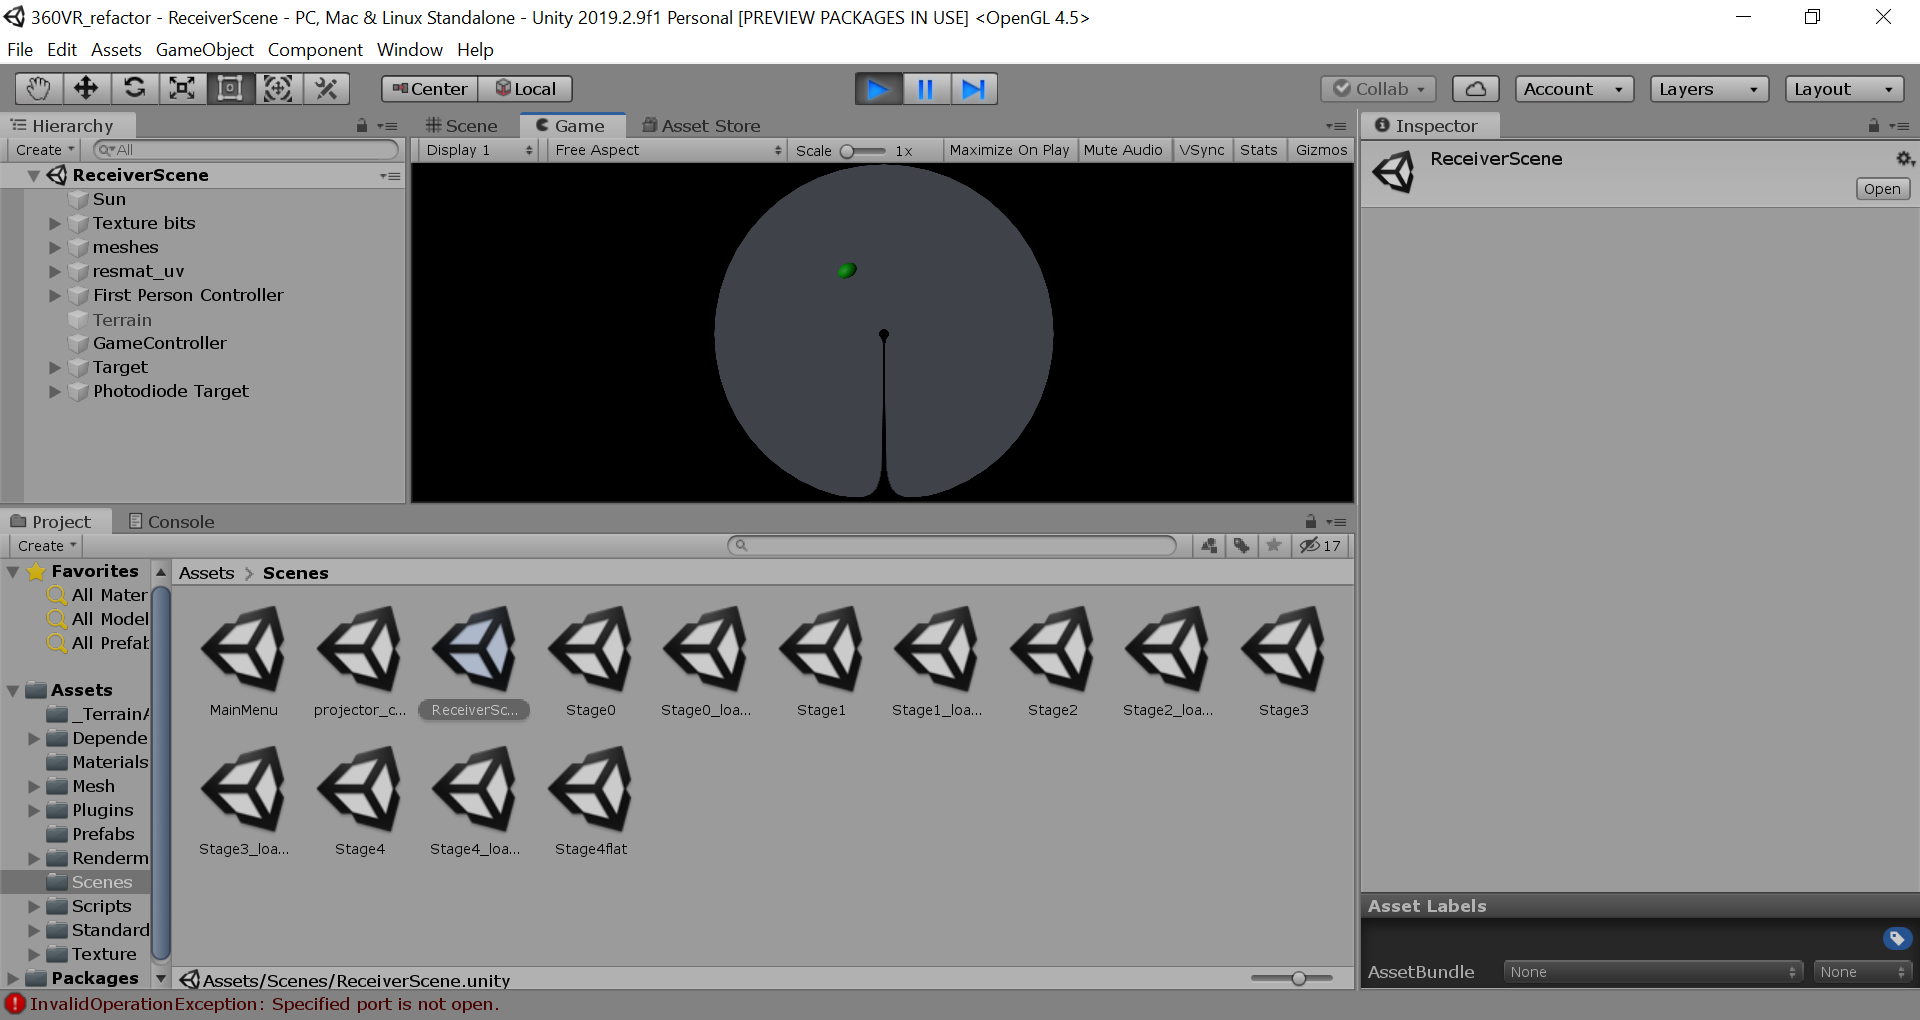 360VR_refactor - ReceiverScene - PC, Mac & Linux Standalone - Unity 2019.2.9f1 Personal [PREVIEW PACKAGES IN USE] <OpenGL 4.5>
File Edit Assets GameObject Component Window Help
Center Local Collab Account Layers Layout
Hierarchy
Create All
ReceiverScene
Sun
Texture bits
meshes
resmat_uv
First Person Controller
Terrain
GameController
Target
Photodiode Target
Scene Game Asset Store
Display 1 Free Aspect Scale 1x Maximize On Play Mute Audio VSync Stats Gizmos
Inspector
ReceiverScene
Open
Project Console
Create 17
Favorites
All Mater
All Model
All Prefab
Assets
_TerrainA
Depende
Materials
Mesh
Plugins
Prefabs
Renderm
Scenes
Scripts
Standard
Texture
Packages
Assets > Scenes
MainMenu projector_c... ReceiverSc... Stage0 Stage0_loa... Stage1 Stage1_loa... Stage2 Stage2_loa... Stage3
Stage3_loa... Stage4 Stage4_loa... Stage4flat
Assets/Scenes/ReceiverScene.unity
Asset Labels
AssetBundle None None
InvalidOperationException: Specified port is not open.